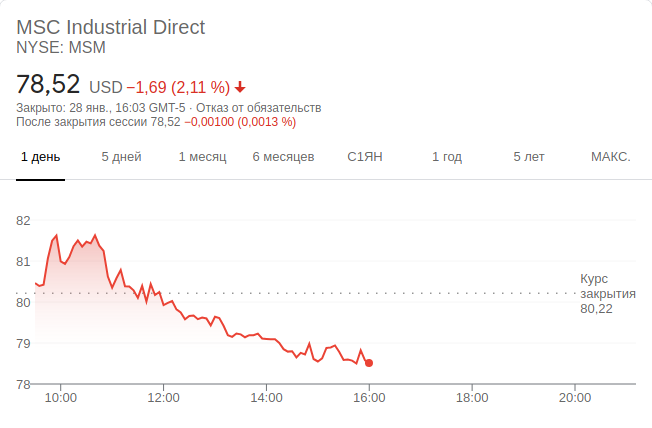 MSC Industrial Direct
NYSE: MSM
78,52 USD −1,69 (2,11 %)
Закрыто: 28 янв., 16:03 GMT-5 · Отказ от обязательств
После закрытия сессии 78,52 −0,00100 (0,0013 %)
1 день 5 дней 1 месяц 6 месяцев С1ЯН 1 год 5 лет МАКС.
82
81
80
79
78
Курс
закрытия
80,22
10:00 12:00 14:00 16:00 18:00 20:00